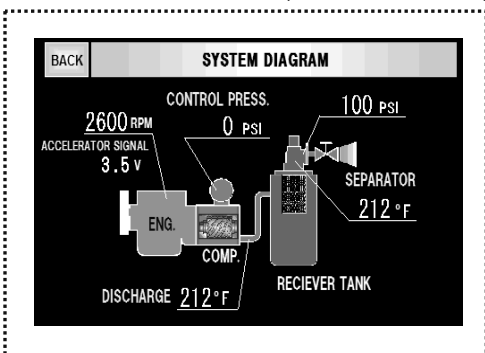 BACK SYSTEM DIAGRAM
CONTROL PRESS.
0 PSI
100 PSI
2600 RPM
ACCELERATOR SIGNAL
3.5 V
SEPARATOR
212°F
ENG.
COMP.
DISCHARGE 212°F
RECIEVER TANK